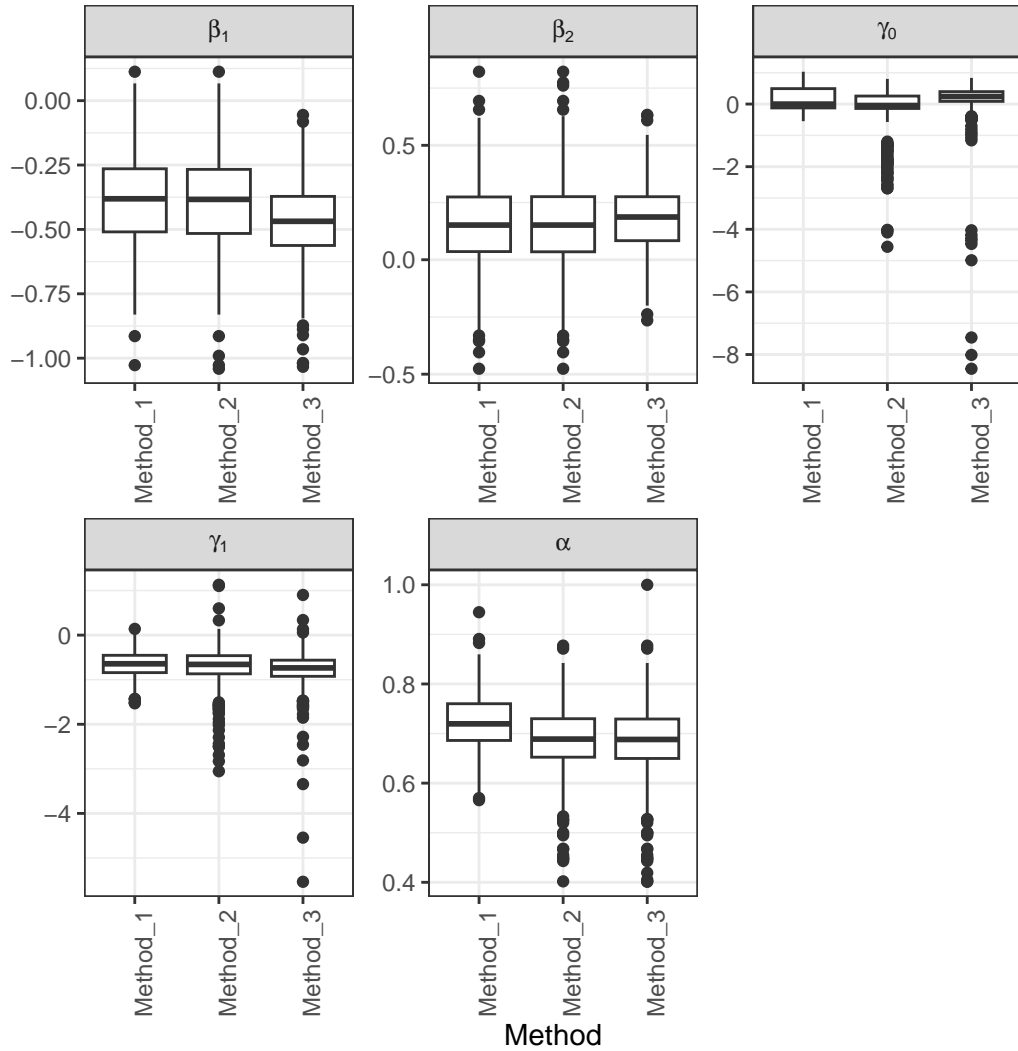 β₁
β₂
γ₀
0.00
−0.25
−0.50
−0.75
−1.00
0.5
0.0
−0.5
0
−2
−4
−6
−8
Method_1
Method_2
Method_3
Method_1
Method_2
Method_3
Method_1
Method_2
Method_3
γ₁
α
0
−2
−4
1.0
0.8
0.6
0.4
Method_1
Method_2
Method_3
Method_1
Method_2
Method_3
Method